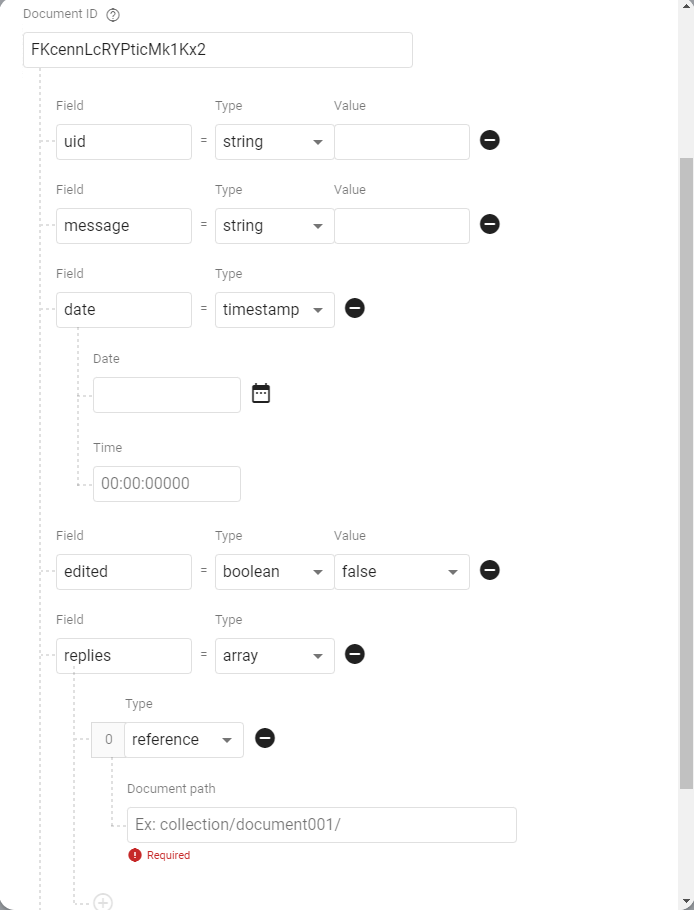 Document ID
FKcennLcRYPticMk1Kx2
Field Type Value
uid = string
Field Type Value
message = string
Field Type
date = timestamp
Date
Time
00:00:00000
Field Type Value
edited = boolean false
Field Type
replies = array
Type
0 reference
Document path
Ex: collection/document001/
Required